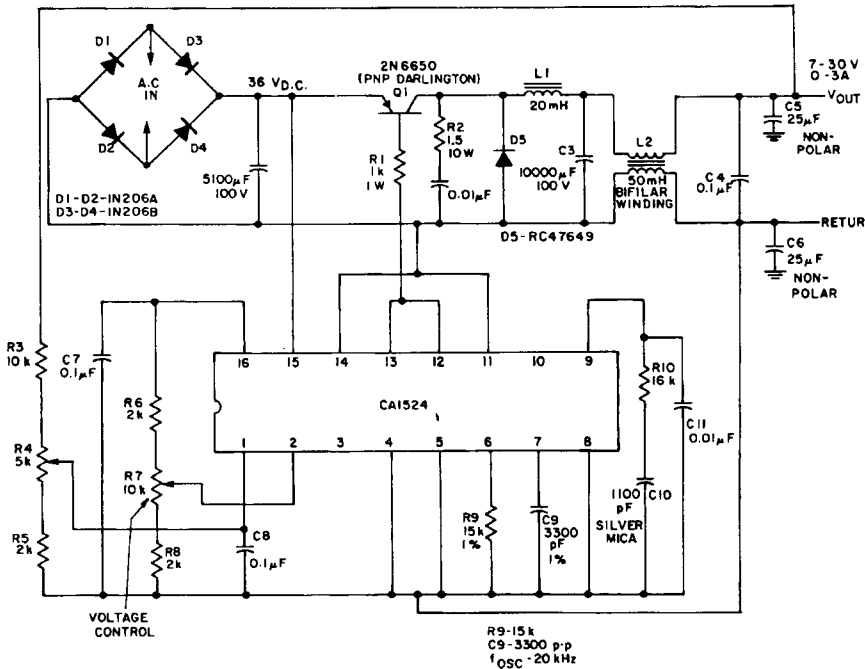 D1
D3
A.C
IN
D2
D4
D1-D2-IN206A
D3-D4-IN206B
36 VD.C.
5100μF
100V
2N6650
(PNP DARLINGTON)
Q1
R1
1k
1W
R2
1.5
10W
0.01μF
D5
D5-RC47649
L1
20mH
C3
10000μF
100V
L2
50mH
BIFILAR
WINDING
7-30V
0-3A
VOUT
C5
25μF
NON-
POLAR
C4
0.1μF
RETUR
C6
25μF
NON-
POLAR
R3
10k
C7
0.1μF
R6
2k
R4
5k
R7
10k
R5
2k
R8
2k
VOLTAGE
CONTROL
C8
0.1μF
16 15 14 13 12 11 10 9
CA1524
1 2 3 4 5 6 7 8
R9
15k
1%
C9
3300
pF
1%
R10
16k
C11
0.01μF
1100
pF
C10
SILVER
MICA
R9-15k
C9-3300 p-p
fOSC-20kHz